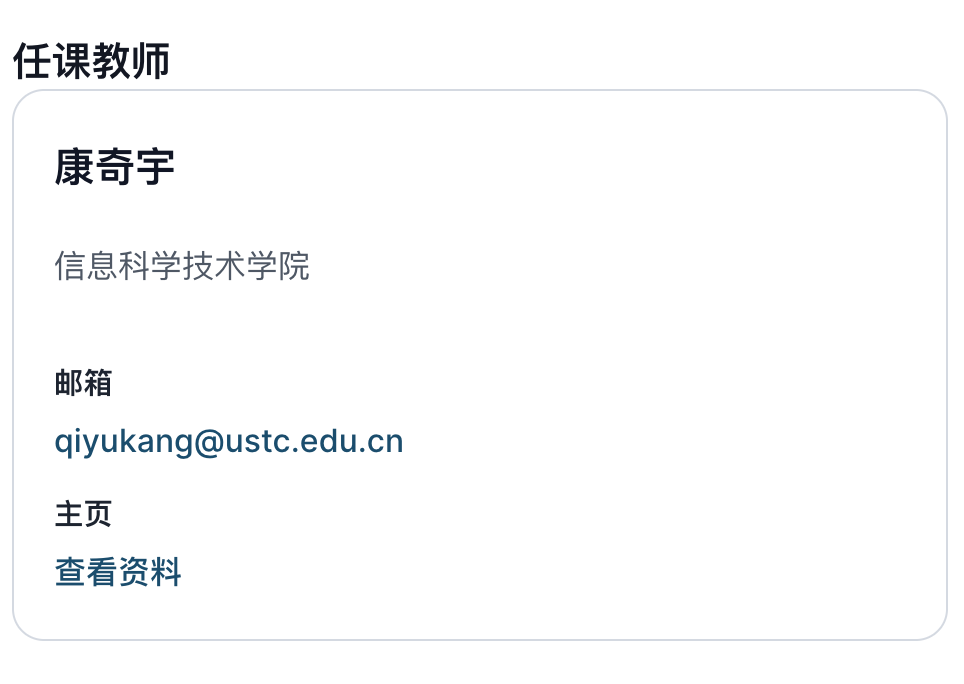 任课教师
康奇宇
信息科学技术学院
邮箱
qiyukang@ustc.edu.cn
主页
查看资料